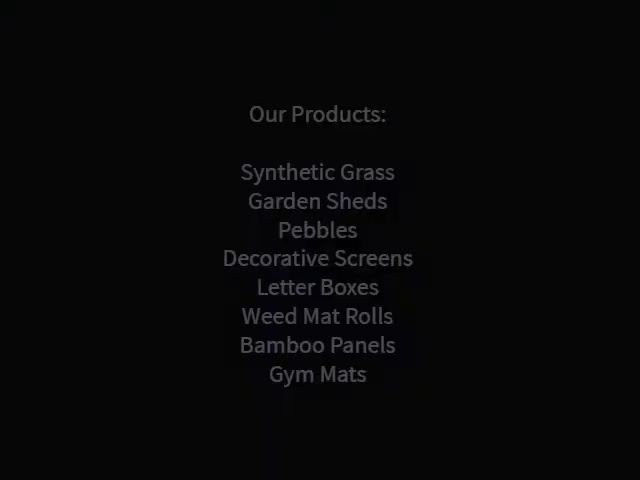 Our Products:
Synthetic Grass
Garden Sheds
Pebbles
Decorative Screens
Letter Boxes
Weed Mat Rolls
Bamboo Panels
Gym Mats